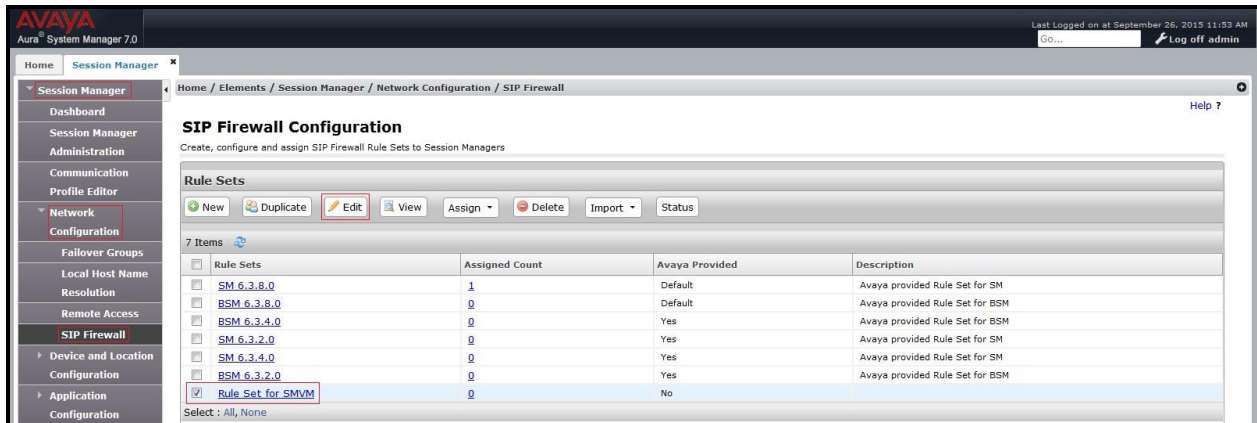 AVAYA
Aura® System Manager 7.0
Last Logged on at September 26, 2015 11:53 AM
Go...
Log off admin
Home
Session Manager
Session Manager
Dashboard
Session Manager
Administration
Communication
Profile Editor
Network
Configuration
Failover Groups
Local Host Name
Resolution
Remote Access
SIP Firewall
Device and Location
Configuration
Application
Configuration
Home / Elements / Session Manager / Network Configuration / SIP Firewall
Help ?
SIP Firewall Configuration
Create, configure and assign SIP Firewall Rule Sets to Session Managers
Rule Sets
New Duplicate Edit View Assign Delete Import Status
7 Items
Rule Sets Assigned Count Avaya Provided Description
SM 6.3.8.0 1 Default Avaya provided Rule Set for SM
BSM 6.3.8.0 0 Default Avaya provided Rule Set for BSM
BSM 6.3.4.0 0 Yes Avaya provided Rule Set for BSM
SM 6.3.2.0 0 Yes Avaya provided Rule Set for SM
SM 6.3.4.0 0 Yes Avaya provided Rule Set for SM
BSM 6.3.2.0 0 Yes Avaya provided Rule Set for BSM
Rule Set for SMVM 0 No
Select : All, None